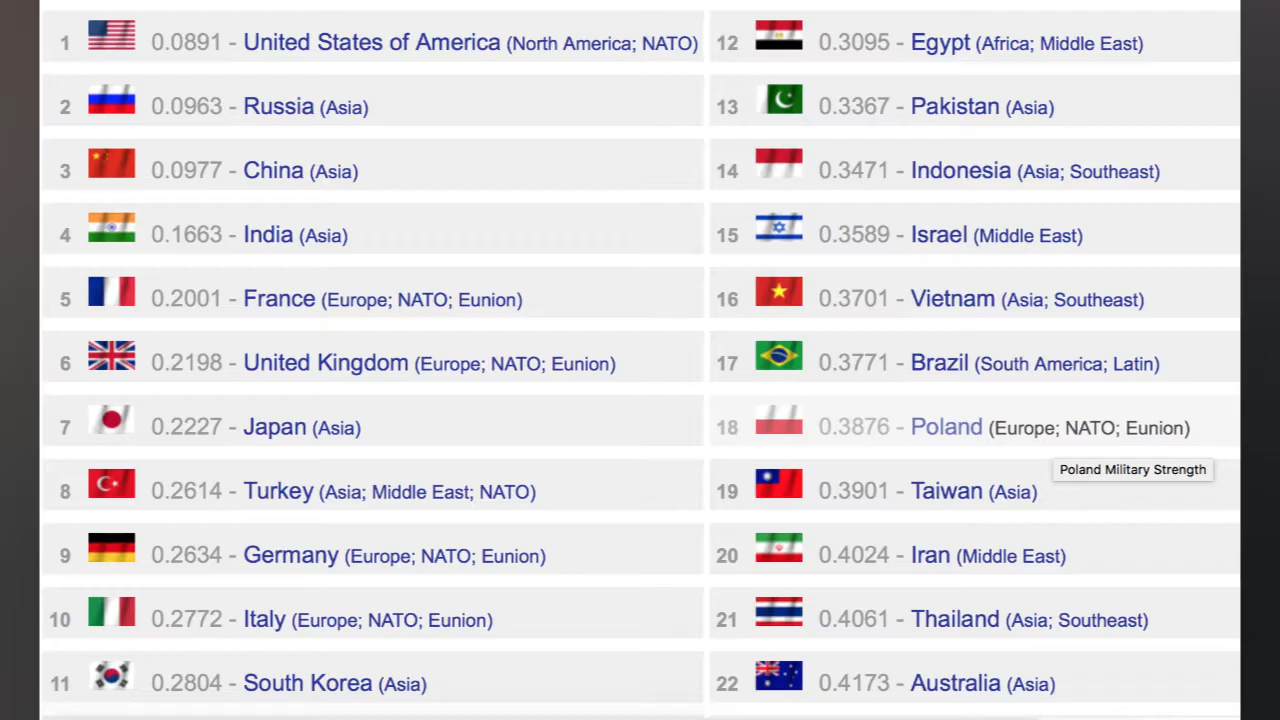 1 0.0891 - United States of America (North America; NATO)
2 0.0963 - Russia (Asia)
3 0.0977 - China (Asia)
4 0.1663 - India (Asia)
5 0.2001 - France (Europe; NATO; Eunion)
6 0.2198 - United Kingdom (Europe; NATO; Eunion)
7 0.2227 - Japan (Asia)
8 0.2614 - Turkey (Asia; Middle East; NATO)
9 0.2634 - Germany (Europe; NATO; Eunion)
10 0.2772 - Italy (Europe; NATO; Eunion)
11 0.2804 - South Korea (Asia)
12 0.3095 - Egypt (Africa; Middle East)
13 0.3367 - Pakistan (Asia)
14 0.3471 - Indonesia (Asia; Southeast)
15 0.3589 - Israel (Middle East)
16 0.3701 - Vietnam (Asia; Southeast)
17 0.3771 - Brazil (South America; Latin)
18 0.3876 - Poland (Europe; NATO; Eunion)
Poland Military Strength
19 0.3901 - Taiwan (Asia)
20 0.4024 - Iran (Middle East)
21 0.4061 - Thailand (Asia; Southeast)
22 0.4173 - Australia (Asia)